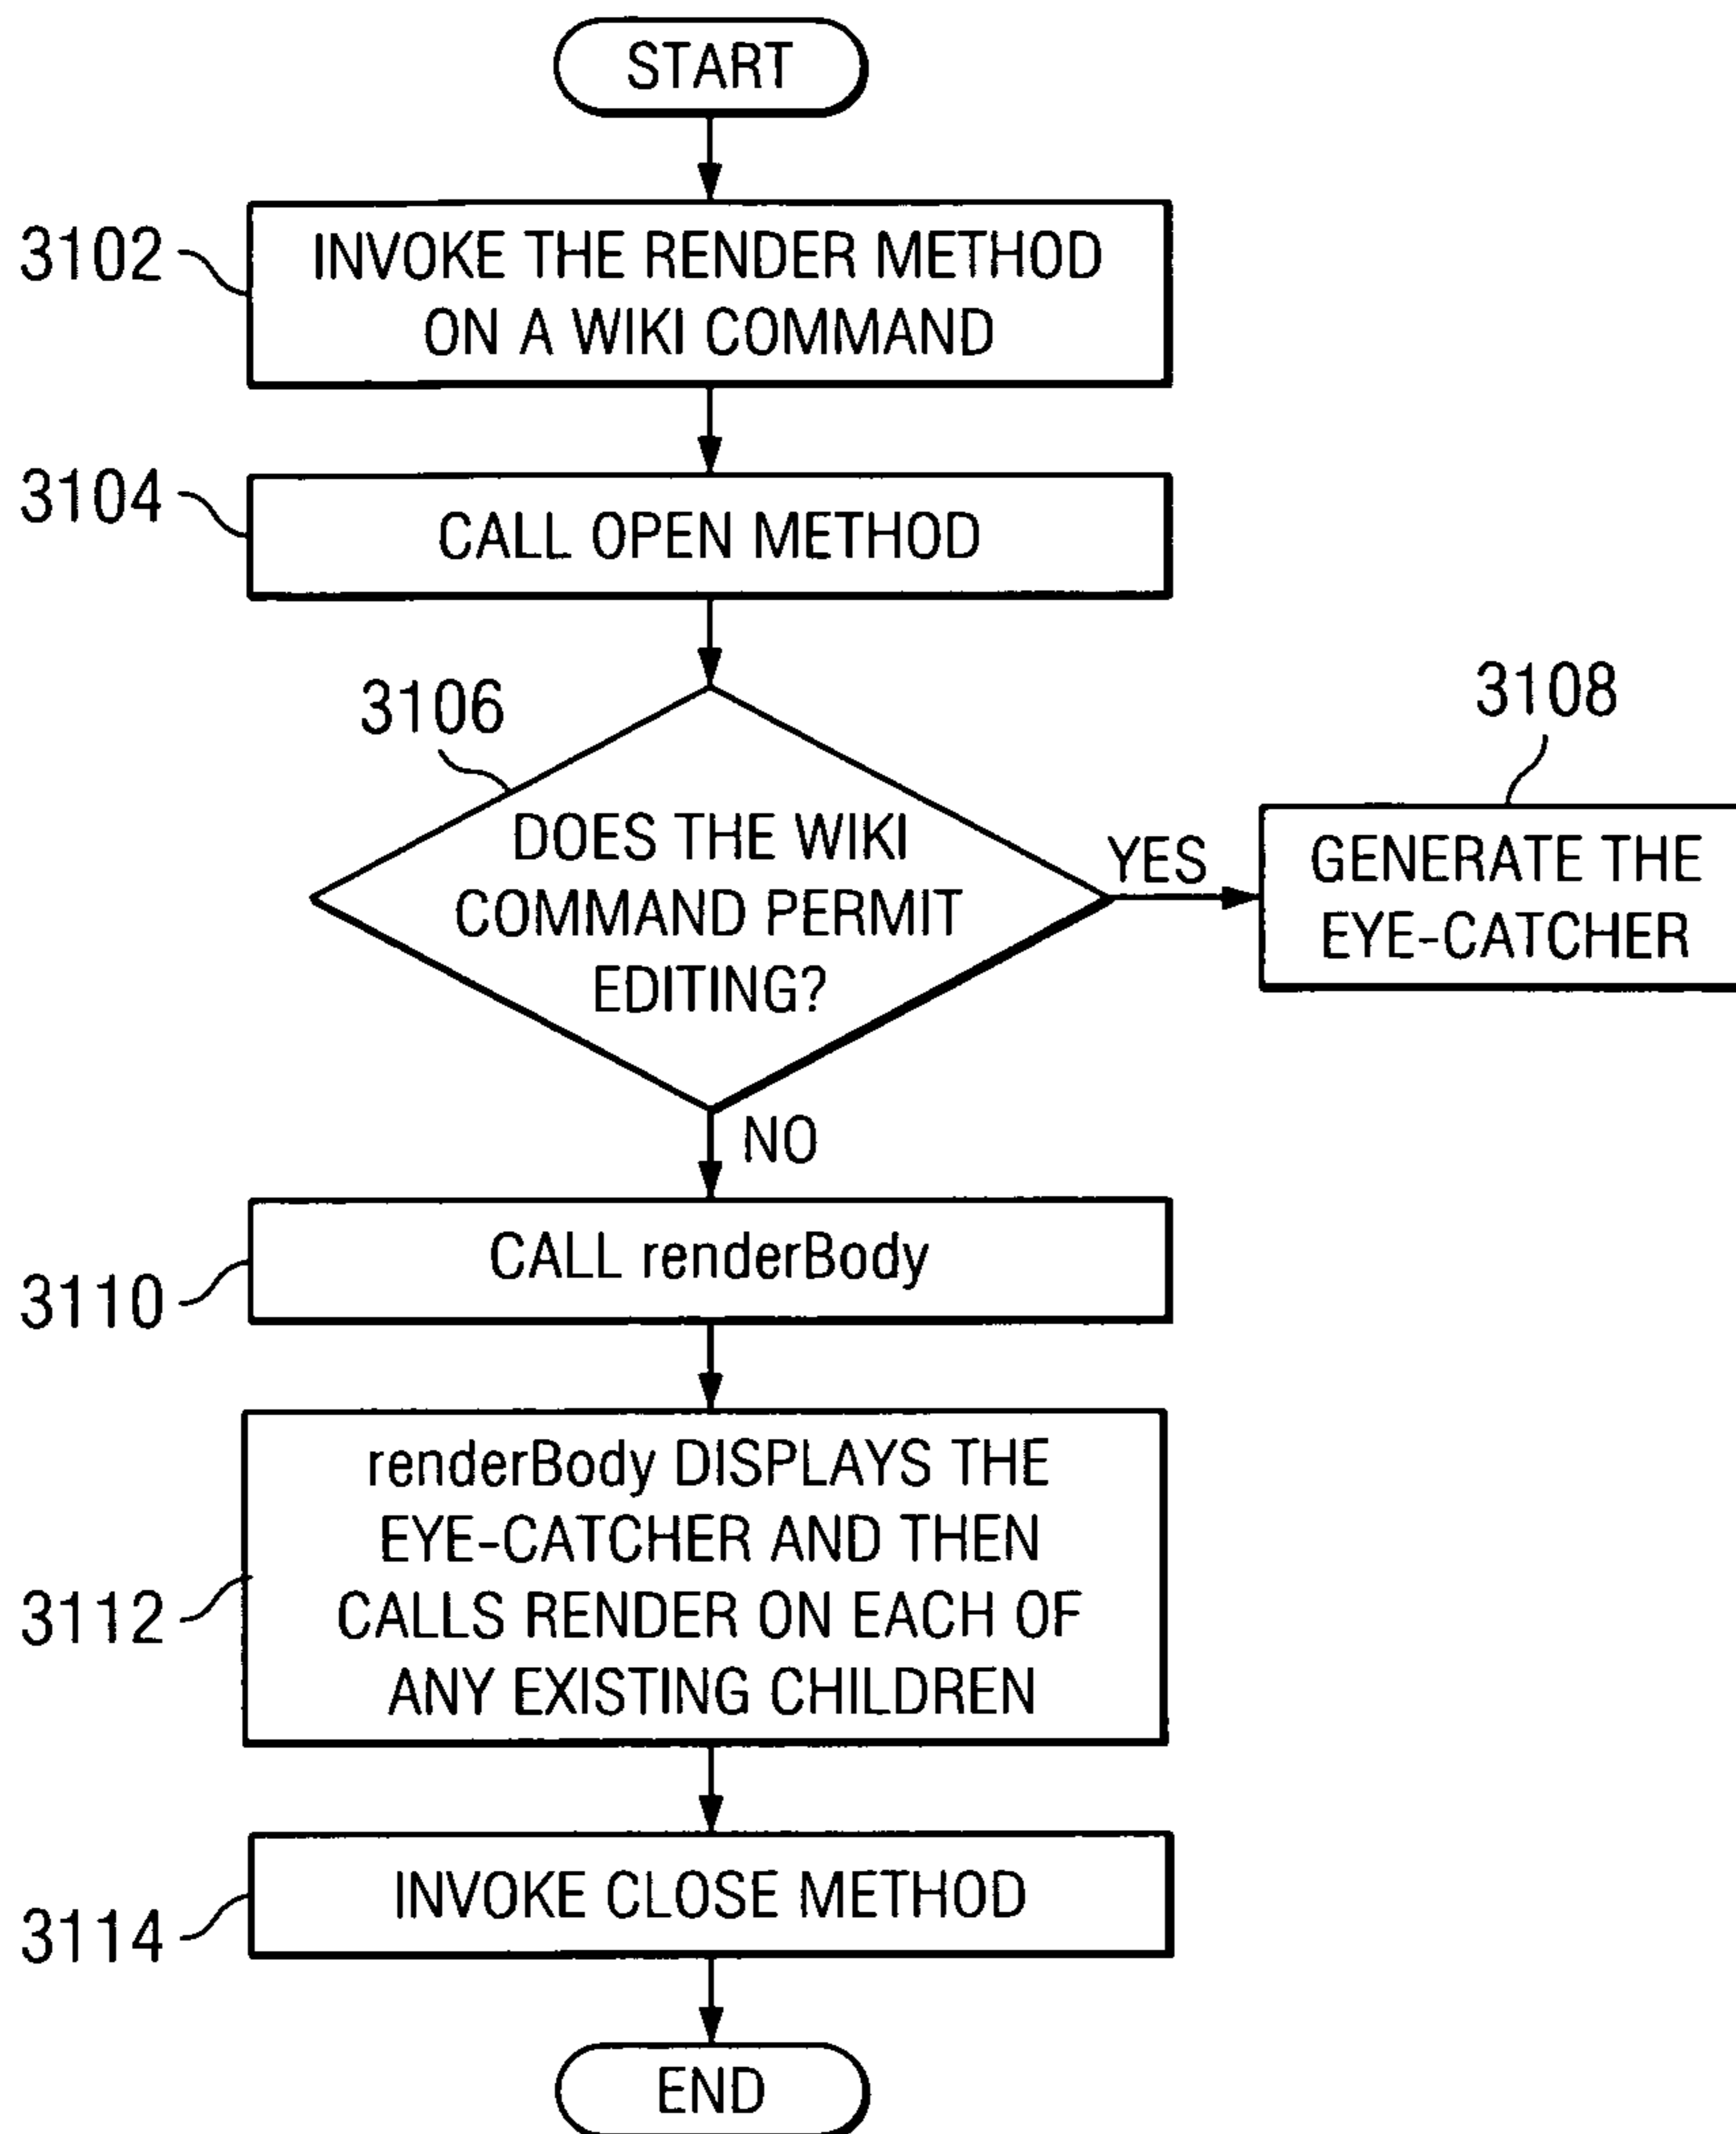 START
3102
INVOKE THE RENDER METHOD
ON A WIKI COMMAND
3104
CALL OPEN METHOD
3106
DOES THE WIKI
COMMAND PERMIT
EDITING?
YES
3108
GENERATE THE
EYE-CATCHER
NO
CALL renderBody
3110
renderBody DISPLAYS THE
EYE-CATCHER AND THEN
CALLS RENDER ON EACH OF
ANY EXISTING CHILDREN
3112
INVOKE CLOSE METHOD
3114
END